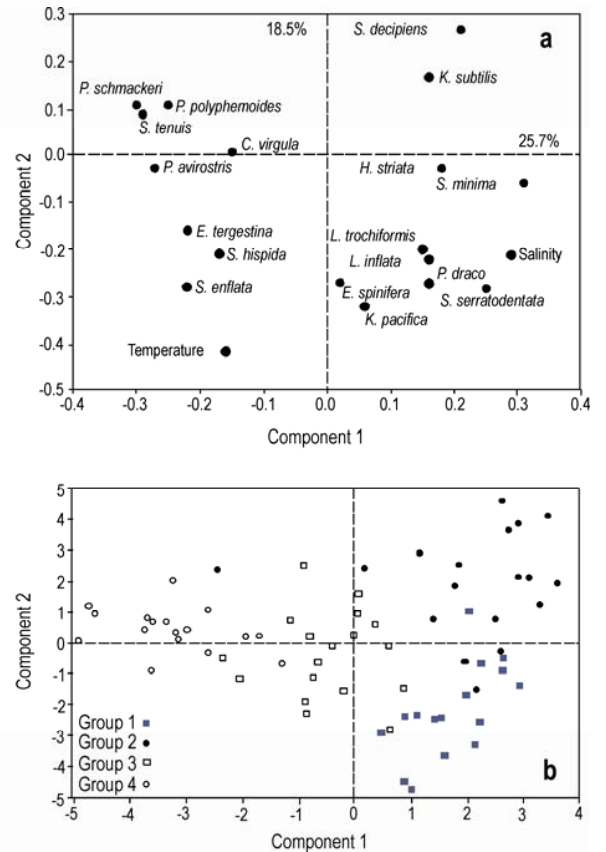 0.3
18.5%
S. decipiens
a
0.2
K. subtilis
P. schmackeri
0.1
P. polyphemoides
S. tenuis
C. virgula
25.7%
0.0
P. avirostris
H. striata
S. minima
-0.1
E. tergestina
L. trochiformis
Salinity
-0.2
S. hispida
L. inflata
P. draco
S. enflata
E. spinifera
S. serratodentata
-0.3
K. pacifica
Temperature
-0.4
-0.5
-0.4 -0.3 -0.2 -0.1 0.0 0.1 0.2 0.3 0.4
Component 1
Component 2
5
4
3
2
1
0
-1
-2
-3
-4
-5
Group 1
Group 2
Group 3
Group 4
b
-5 -4 -3 -2 -1 0 1 2 3 4
Component 1
Component 2